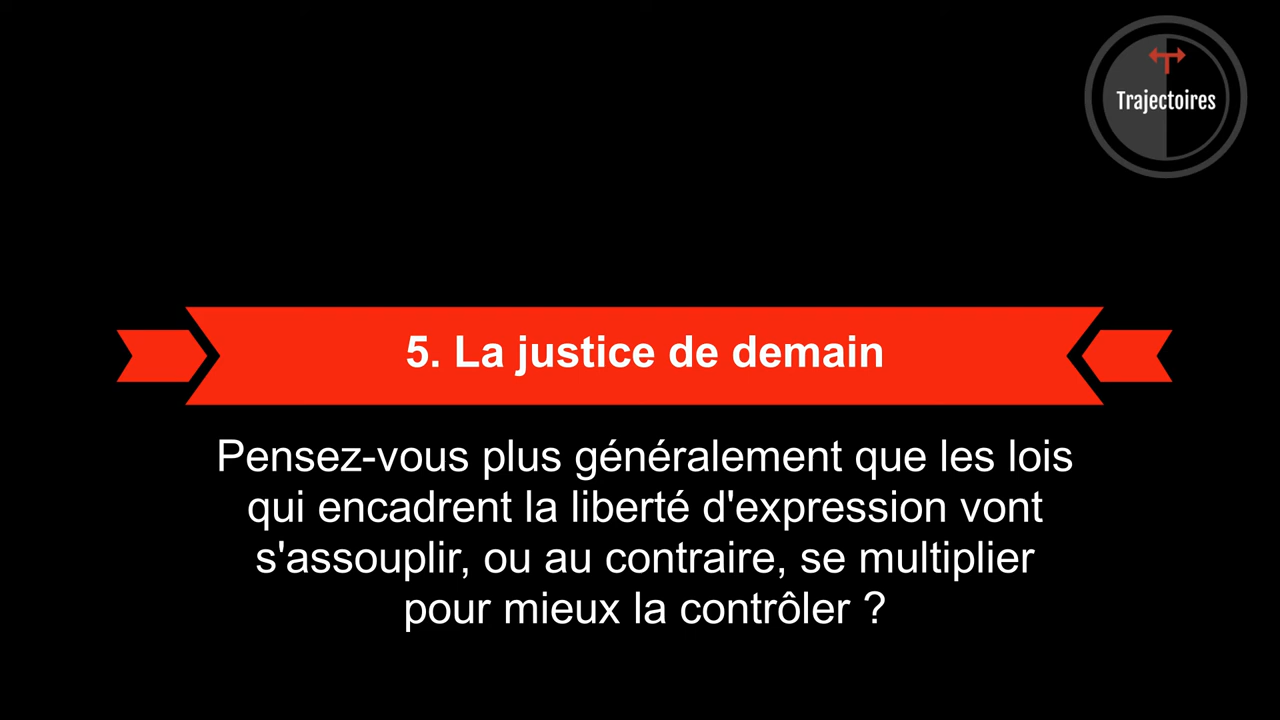 Trajectoires
5. La justice de demain
Pensez-vous plus généralement que les lois
qui encadrent la liberté d'expression vont
s'assouplir, ou au contraire, se multiplier
pour mieux la contrôler ?